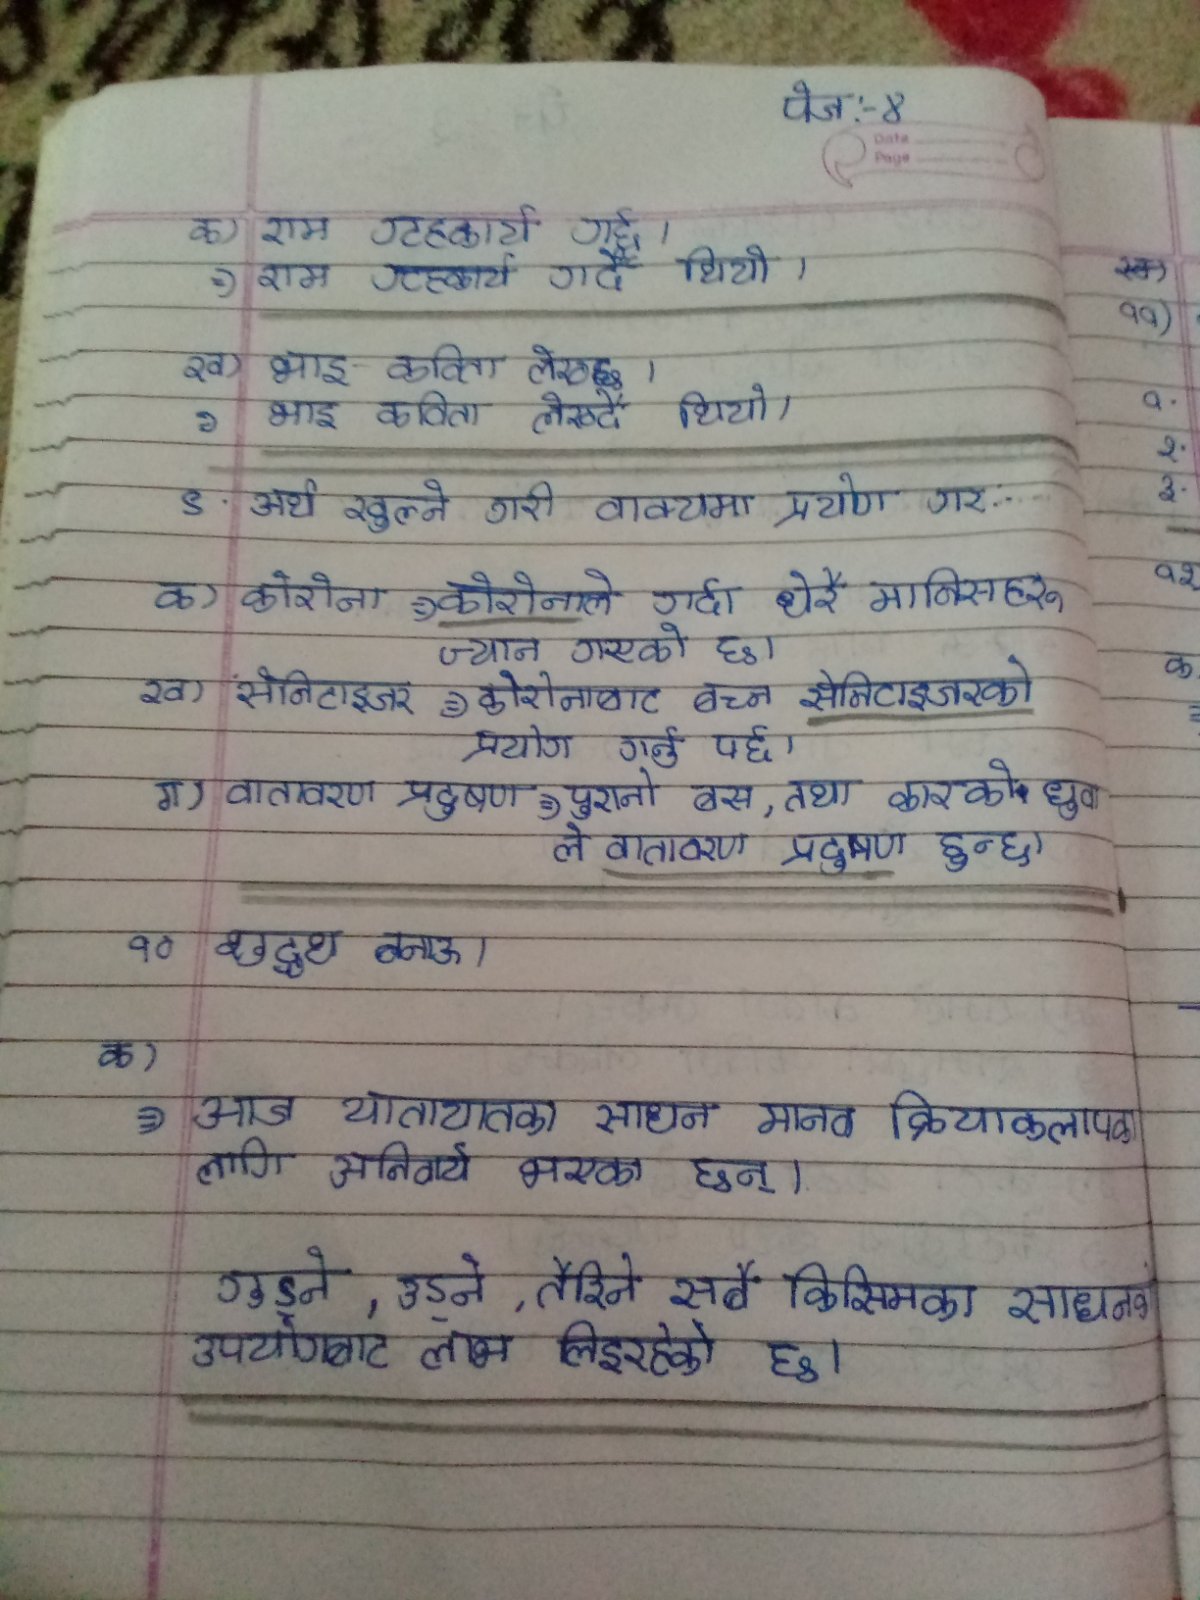 पेज:-४
Date
Page
क) राम गृहकार्य गर्छ।
⇒ राम गृहकार्य गर्दै थियो।
ख) भाइ कविता लेख्छ।
⇒ भाइ कविता लेख्दै थियो।
९. अर्थ खुल्ने गरी वाक्यमा प्रयोग गर:-
क) कोरोना ⇒ कोरोनाले गर्दा धेरै मानिसहरू
ज्यान गएको छ।
ख) सेनिटाइजर ⇒ कोरोनाबाट बच्न सेनिटाइजरको
प्रयोग गर्नु पर्छ।
ग) वातावरण प्रदुषण ⇒ पुरानो बस, तथा कारको धुवा
ले वातावरण प्रदुषण हुन्छ।
१० शुद्ध बनाऊ।
क)
⇒ आज यातायातका साधन मानव क्रियाकलापका
लागि अनिवार्य भएका छन्।
गुड्ने, उड्ने, तैरिने सबै किसिमका साधनको
उपयोगबाट लाभ लिइरहेको छ।
११)
१.
२.
३.
१२
क)